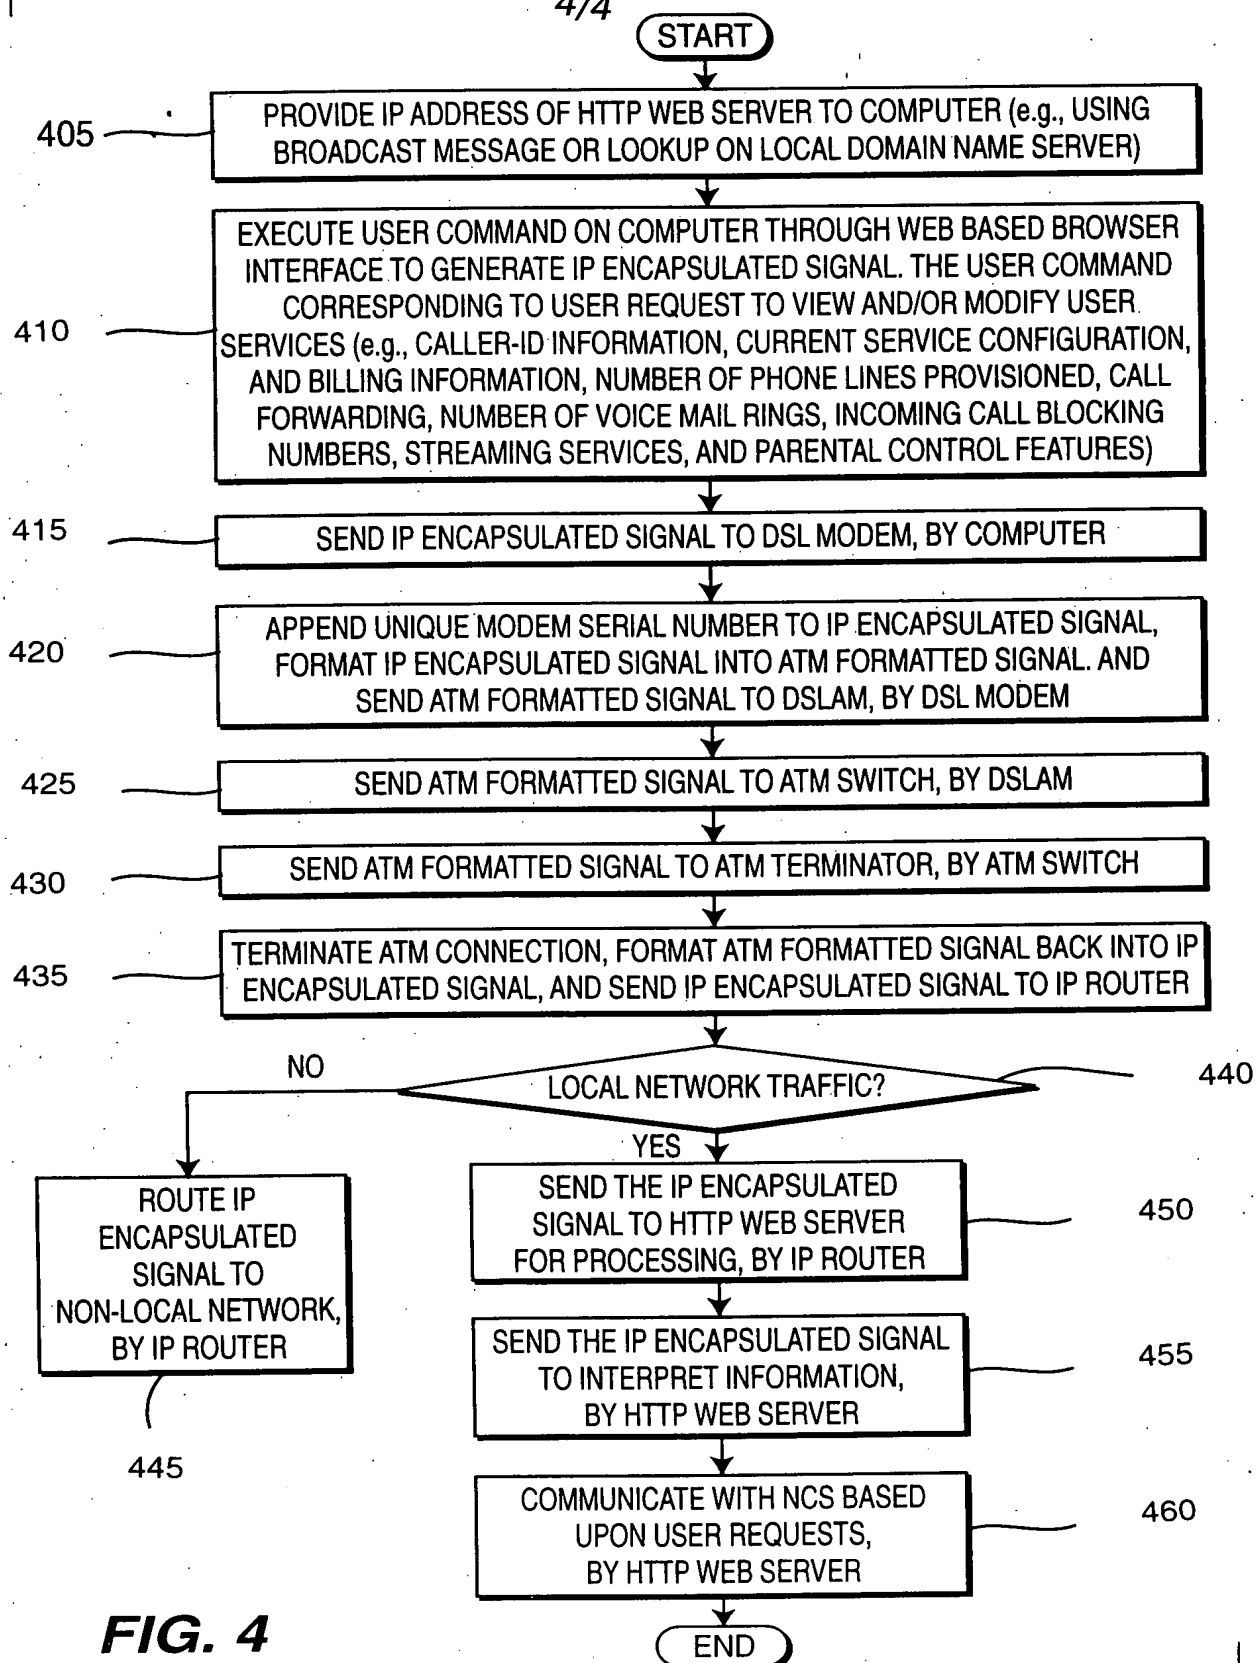 4/4
START
405
PROVIDE IP ADDRESS OF HTTP WEB SERVER TO COMPUTER (e.g., USING
BROADCAST MESSAGE OR LOOKUP ON LOCAL DOMAIN NAME SERVER)
410
EXECUTE USER COMMAND ON COMPUTER THROUGH WEB BASED BROWSER
INTERFACE TO GENERATE IP ENCAPSULATED SIGNAL. THE USER COMMAND
CORRESPONDING TO USER REQUEST TO VIEW AND/OR MODIFY USER
SERVICES (e.g., CALLER-ID INFORMATION, CURRENT SERVICE CONFIGURATION,
AND BILLING INFORMATION, NUMBER OF PHONE LINES PROVISIONED, CALL
FORWARDING, NUMBER OF VOICE MAIL RINGS, INCOMING CALL BLOCKING
NUMBERS, STREAMING SERVICES, AND PARENTAL CONTROL FEATURES)
415
SEND IP ENCAPSULATED SIGNAL TO DSL MODEM, BY COMPUTER
420
APPEND UNIQUE MODEM SERIAL NUMBER TO IP ENCAPSULATED SIGNAL,
FORMAT IP ENCAPSULATED SIGNAL INTO ATM FORMATTED SIGNAL. AND
SEND ATM FORMATTED SIGNAL TO DSLAM, BY DSL MODEM
425
SEND ATM FORMATTED SIGNAL TO ATM SWITCH, BY DSLAM
430
SEND ATM FORMATTED SIGNAL TO ATM TERMINATOR, BY ATM SWITCH
435
TERMINATE ATM CONNECTION, FORMAT ATM FORMATTED SIGNAL BACK INTO IP
ENCAPSULATED SIGNAL, AND SEND IP ENCAPSULATED SIGNAL TO IP ROUTER
NO
LOCAL NETWORK TRAFFIC?
440
YES
ROUTE IP
ENCAPSULATED
SIGNAL TO
NON-LOCAL NETWORK,
BY IP ROUTER
445
SEND THE IP ENCAPSULATED
SIGNAL TO HTTP WEB SERVER
FOR PROCESSING, BY IP ROUTER
450
SEND THE IP ENCAPSULATED SIGNAL
TO INTERPRET INFORMATION,
BY HTTP WEB SERVER
455
COMMUNICATE WITH NCS BASED
UPON USER REQUESTS,
BY HTTP WEB SERVER
460
FIG. 4
END